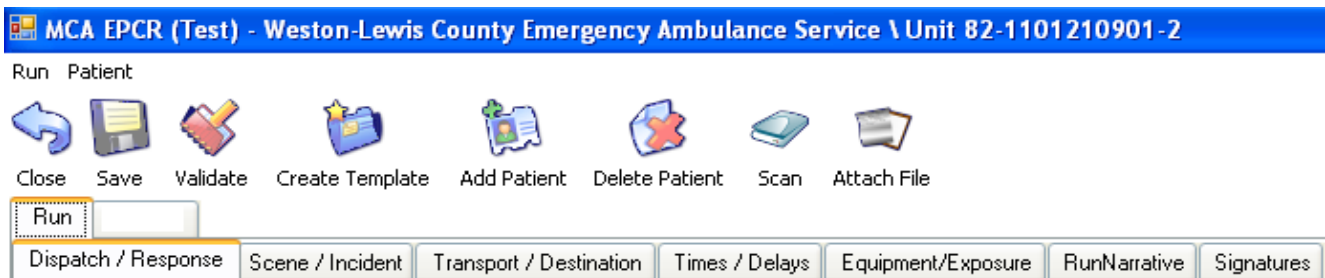 MCA EPCR (Test) - Weston-Lewis County Emergency Ambulance Service \ Unit 82-1101210901-2
Run Patient
Close Save Validate Create Template Add Patient Delete Patient Scan Attach File
Run
Dispatch / Response Scene / Incident Transport / Destination Times / Delays Equipment/Exposure RunNarrative Signatures